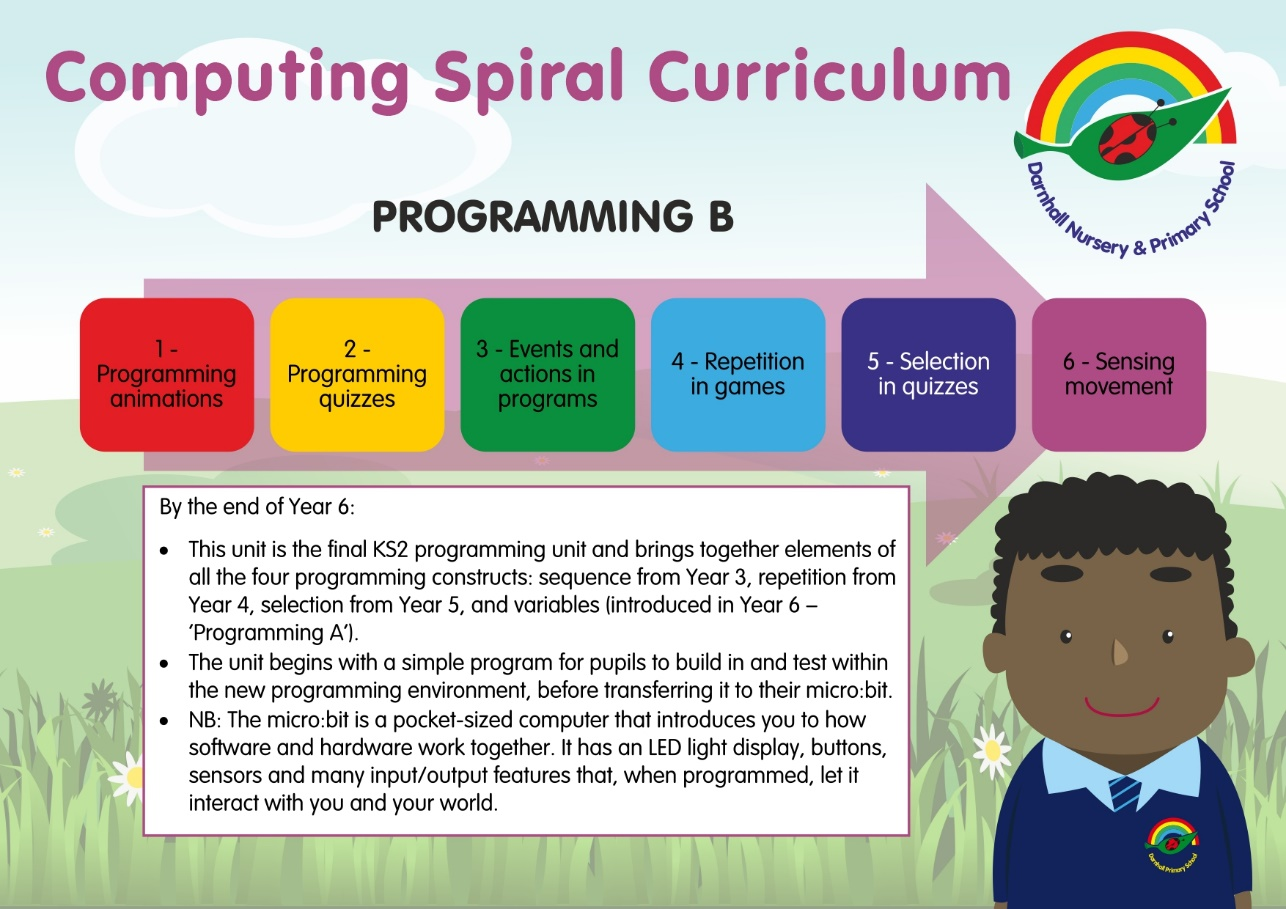 Computing Spiral Curriculum
Darnhall Nursery & Primary School
PROGRAMMING B
1 -
Programming
animations
2 -
Programming
quizzes
3 - Events and
actions in
programs
4 - Repetition
in games
5 - Selection
in quizzes
6 - Sensing
movement
By the end of Year 6:
• This unit is the final KS2 programming unit and brings together elements of
all the four programming constructs: sequence from Year 3, repetition from
Year 4, selection from Year 5, and variables (introduced in Year 6 –
‘Programming A’).
• The unit begins with a simple program for pupils to build in and test within
the new programming environment, before transferring it to their micro:bit.
• NB: The micro:bit is a pocket-sized computer that introduces you to how
software and hardware work together. It has an LED light display, buttons,
sensors and many input/output features that, when programmed, let it
interact with you and your world.
Darnhall Primary School